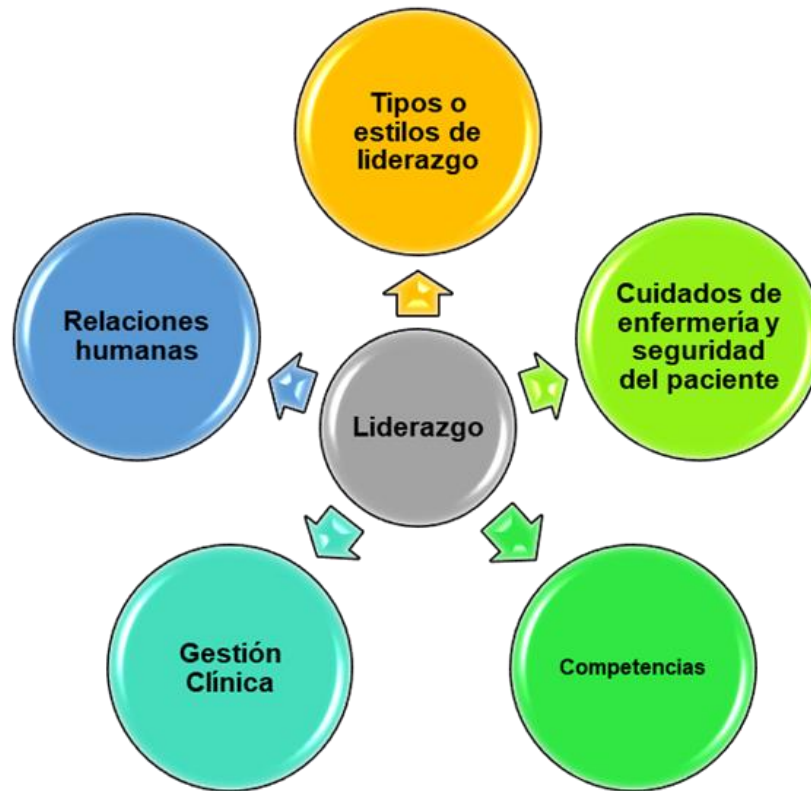 Tipos o
estilos de
liderazgo
Relaciones
humanas
Cuidados de
enfermería y
seguridad
del paciente
Liderazgo
Gestión
Clínica
Competencias